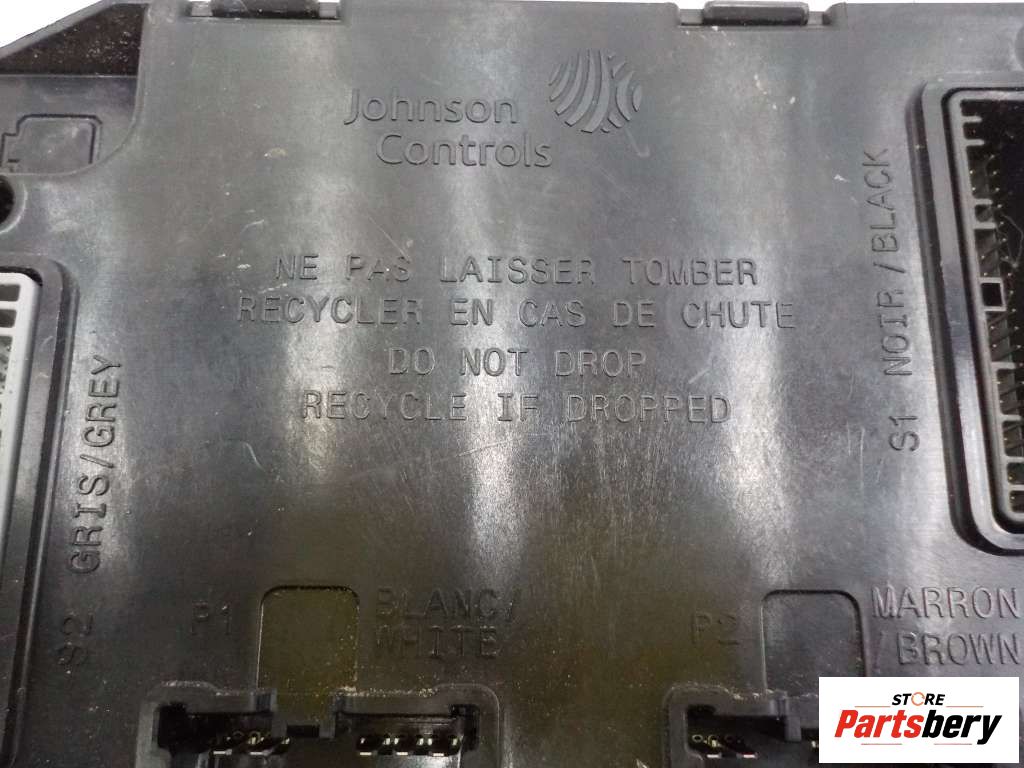 Johnson
Controls
NE PAS LAISSER TOMBER
RECYCLER EN CAS DE CHUTE
DO NOT DROP
RECYCLE IF DROPPED
S2 GRIS/GREY
S1 NOIR/BLACK
P1
BLANC/
WHITE
P2
MARRON
/BROWN
STORE
Partsbery